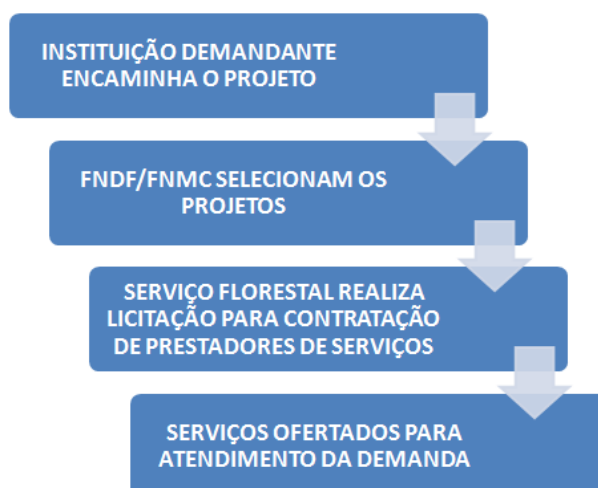 INSTITUIÇÃO DEMANDANTE
ENCAMINHA O PROJETO
FNDF/FNMC SELECIONAM OS
PROJETOS
SERVIÇO FLORESTAL REALIZA
LICITAÇÃO PARA CONTRATAÇÃO
DE PRESTADORES DE SERVIÇOS
SERVIÇOS OFERTADOS PARA
ATENDIMENTO DA DEMANDA